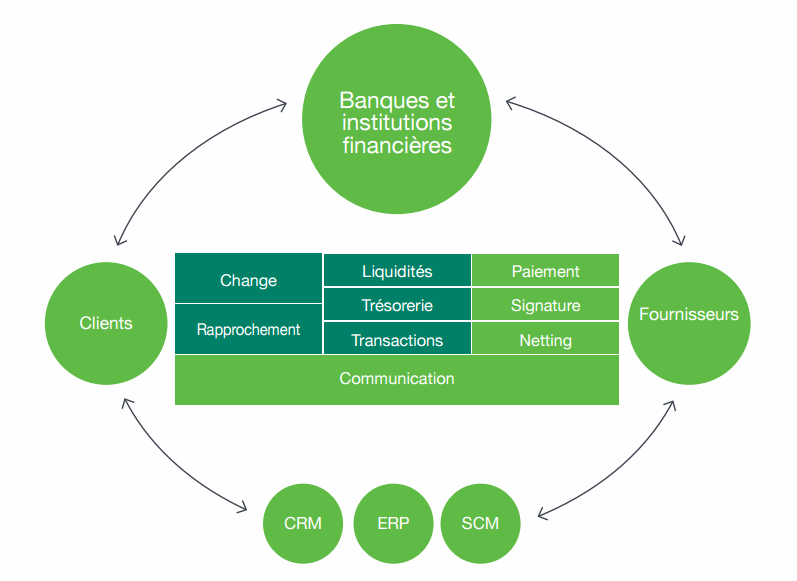 Banques et
institutions
financières
Clients
Change
Rapprochement
Liquidités
Trésorerie
Transactions
Paiement
Signature
Netting
Communication
Fournisseurs
CRM
ERP
SCM